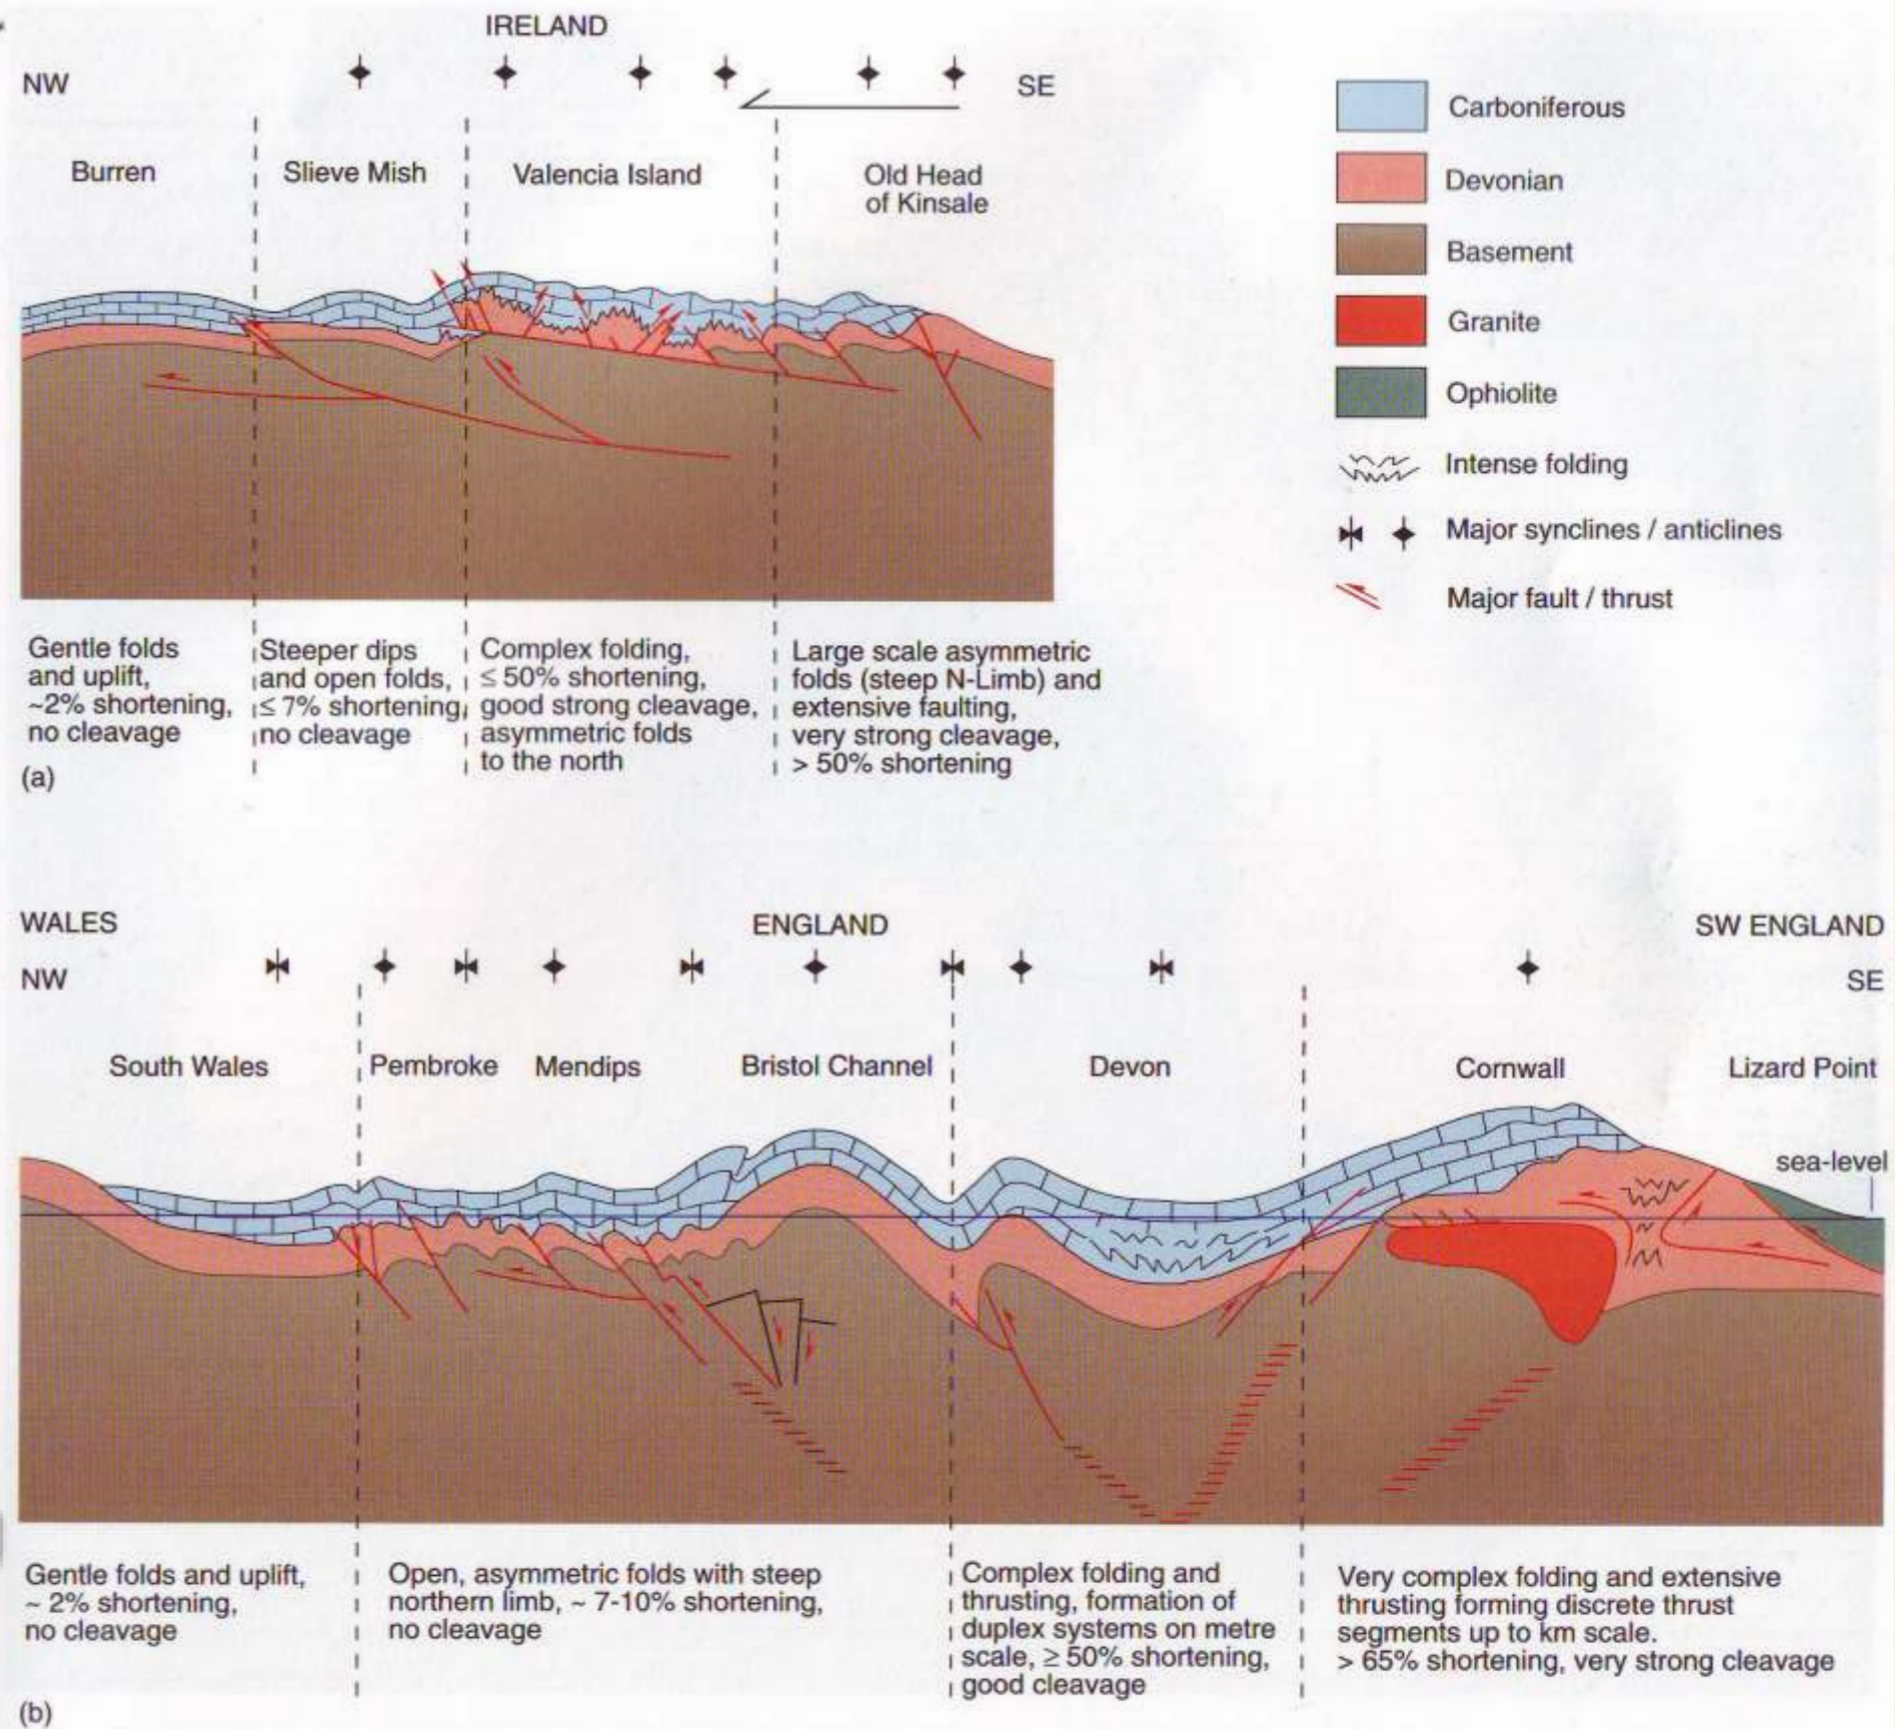 IRELAND
NW
SE
Burren
Slieve Mish
Valencia Island
Old Head
of Kinsale
Carboniferous
Devonian
Basement
Granite
Ophiolite
Intense folding
Major synclines / anticlines
Major fault / thrust
Gentle folds
and uplift,
~2% shortening,
no cleavage
Steeper dips
and open folds,
≤ 7% shortening,
no cleavage
Complex folding,
≤ 50% shortening,
good strong cleavage,
asymmetric folds
to the north
Large scale asymmetric
folds (steep N-Limb) and
extensive faulting,
very strong cleavage,
> 50% shortening
(a)
WALES
ENGLAND
SW ENGLAND
NW
SE
South Wales
Pembroke
Mendips
Bristol Channel
Devon
Cornwall
Lizard Point
sea-level
Gentle folds and uplift,
~ 2% shortening,
no cleavage
Open, asymmetric folds with steep
northern limb, ~ 7-10% shortening,
no cleavage
Complex folding and
thrusting, formation of
duplex systems on metre
scale, ≥ 50% shortening,
good cleavage
Very complex folding and extensive
thrusting forming discrete thrust
segments up to km scale.
> 65% shortening, very strong cleavage
(b)